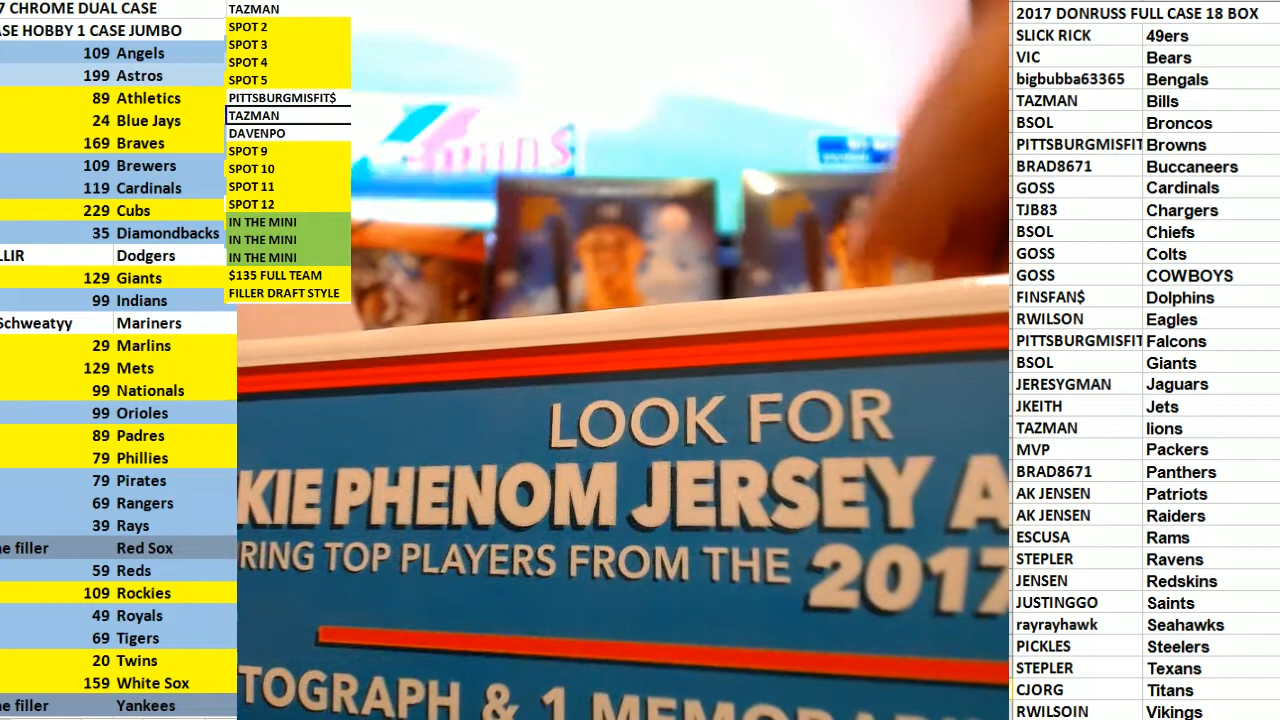 7 CHROME DUAL CASE
ASE HOBBY 1 CASE JUMBO
109 Angels
199 Astros
89 Athletics
24 Blue Jays
169 Braves
109 Brewers
119 Cardinals
229 Cubs
35 Diamondbacks
LLIR Dodgers
129 Giants
99 Indians
Schweatyy Mariners
29 Marlins
129 Mets
99 Nationals
99 Orioles
89 Padres
79 Phillies
79 Pirates
69 Rangers
39 Rays
ne filler Red Sox
59 Reds
109 Rockies
49 Royals
69 Tigers
20 Twins
159 White Sox
ne filler Yankees
TAZMAN
SPOT 2
SPOT 3
SPOT 4
SPOT 5
PITTSBURGMISFIT$
TAZMAN
DAVENPO
SPOT 9
SPOT 10
SPOT 11
SPOT 12
IN THE MINI
IN THE MINI
IN THE MINI
$135 FULL TEAM
FILLER DRAFT STYLE
LOOK FOR
KIE PHENOM JERSEY A
RING TOP PLAYERS FROM THE 2017
TOGRAPH & 1 MEMORAB
2017 DONRUSS FULL CASE 18 BOX
SLICK RICK 49ers
VIC Bears
bigbubba63365 Bengals
TAZMAN Bills
BSOL Broncos
PITTSBURGMISFIT Browns
BRAD8671 Buccaneers
GOSS Cardinals
TJB83 Chargers
BSOL Chiefs
GOSS Colts
GOSS COWBOYS
FINSFAN$ Dolphins
RWILSON Eagles
PITTSBURGMISFIT Falcons
BSOL Giants
JERESYGMAN Jaguars
JKEITH Jets
TAZMAN lions
MVP Packers
BRAD8671 Panthers
AK JENSEN Patriots
AK JENSEN Raiders
ESCUSA Rams
STEPLER Ravens
JENSEN Redskins
JUSTINGGO Saints
rayrayhawk Seahawks
PICKLES Steelers
STEPLER Texans
CJORG Titans
RWILSOIN Vikings